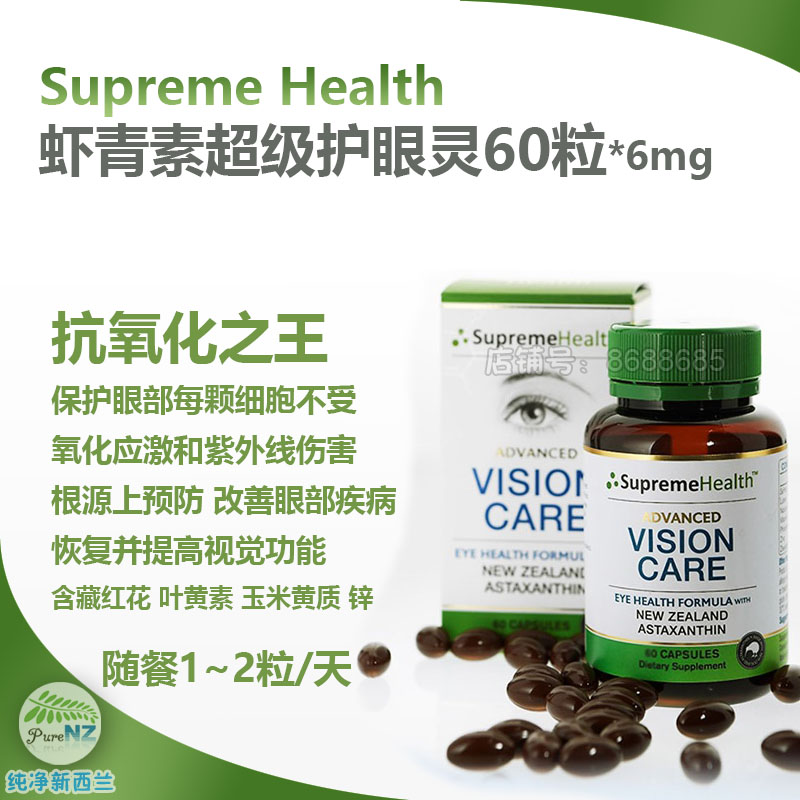 Supreme Health
虾青素超级护眼灵60粒*6mg
抗氧化之王
保护眼部每颗细胞不受
氧化应激和紫外线伤害
根源上预防 改善眼部疾病
恢复并提高视觉功能
含藏红花 叶黄素 玉米黄质 锌
随餐1~2粒/天
PureNZ
纯净新西兰
SupremeHealth
店铺号：8688685
ADVANCED
VISION
CARE
EYE HEALTH FORMULA
NEW ZEALAND
ASTAXANTHIN
60 CAPSULES
SupremeHealth™
ADVANCED
VISION
CARE
EYE HEALTH FORMULA WITH
NEW ZEALAND
ASTAXANTHIN
60 CAPSULES
Dietary Supplement